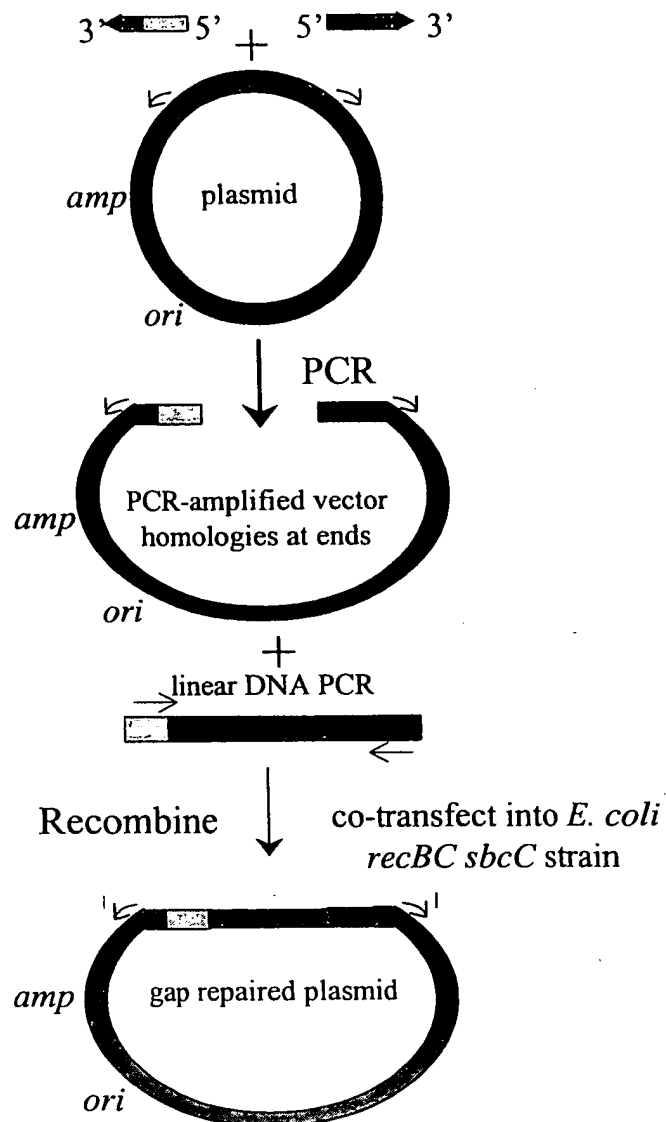 3’ 5’ + 5’ 3’
amp
plasmid
ori
PCR
PCR-amplified vector
homologies at ends
amp
ori
+
linear DNA PCR
Recombine
co-transfect into E. coli
recBC sbcC strain
amp
gap repaired plasmid
ori